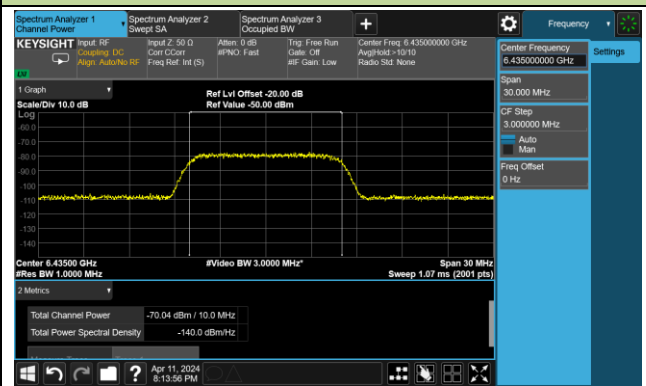 Spectrum Analyzer 1
Channel Power
Spectrum Analyzer 2
Swept SA
Spectrum Analyzer 3
Occupied BW
+
Frequency
KEYSIGHT
Input: RF
Coupling: DC
Align: Auto/No RF
Input Z: 50 Ω
Corr CCorr
Freq Ref: Int (S)
Atten: 0 dB
#PNO: Fast
Trig: Free Run
Gate: Off
#IF Gain: Low
Center Freq: 6.435000000 GHz
Avg|Hold:>10/10
Radio Std: None
Center Frequency
6.435000000 GHz
Settings
Span
30.000 MHz
CF Step
3.000000 MHz
Auto
Man
Freq Offset
0 Hz
1 Graph
Scale/Div 10.0 dB
Ref Lvl Offset -20.00 dB
Ref Value -50.00 dBm
Log
-60.0
-70.0
-80.0
-90.0
-100
-110
-120
-130
-140
Center 6.43500 GHz
#Res BW 1.0000 MHz
#Video BW 3.0000 MHz*
Span 30 MHz
Sweep 1.07 ms (2001 pts)
2 Metrics
Total Channel Power -70.04 dBm / 10.0 MHz
Total Power Spectral Density -140.0 dBm/Hz
?
Apr 11, 2024
8:13:56 PM